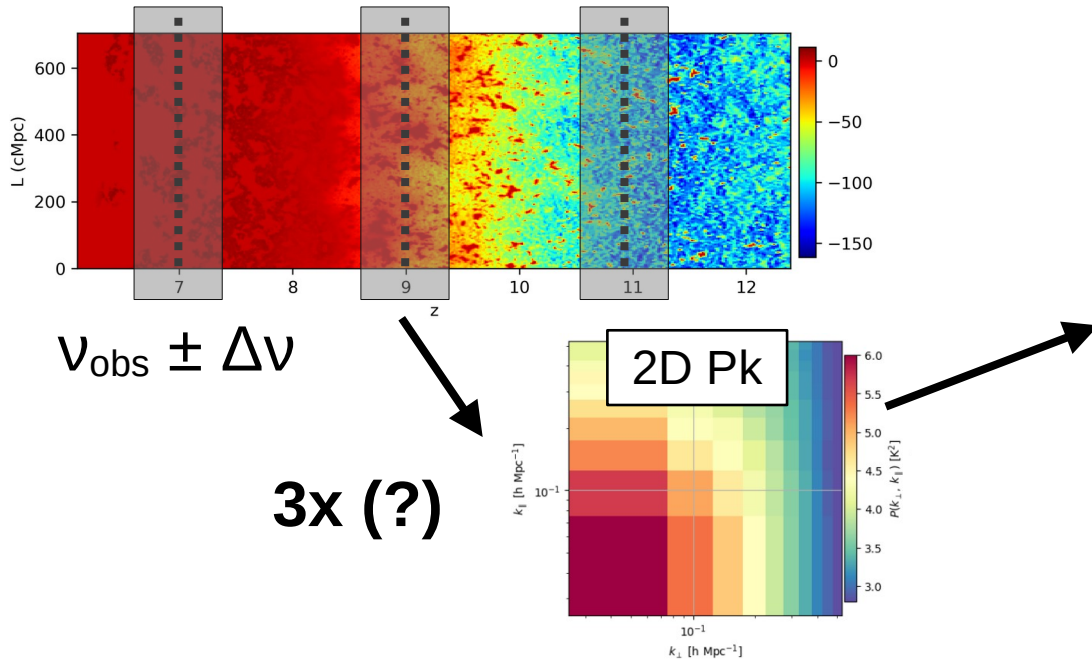 600
400
200
0
L (cMpc)
7
8
9
10
11
12
z
0
−50
−100
−150
ν_obs ± Δν
3x (?)
2D Pk
k∥ [h Mpc⁻¹]
10⁻¹
10⁻¹
k⊥ [h Mpc⁻¹]
6.0
5.5
5.0
4.5
4.0
3.5
3.0
P(k⊥, k∥) [K²]